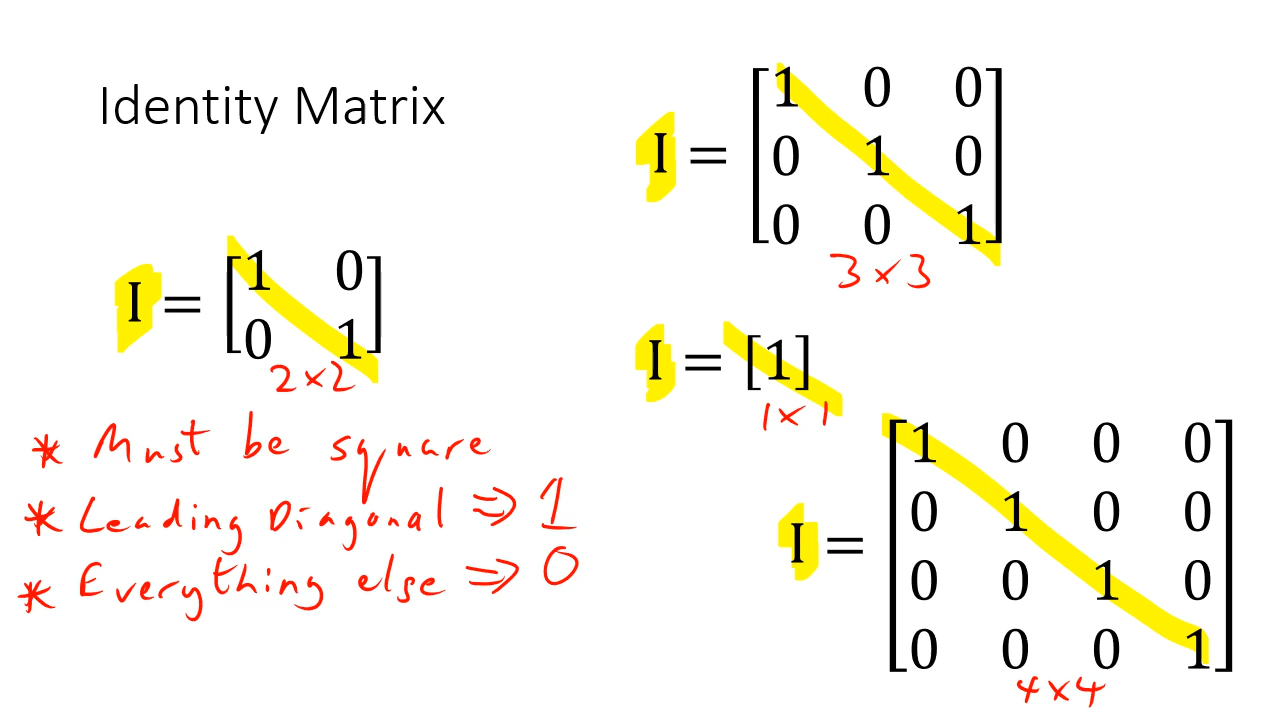 Identity Matrix
I = [1 0
0 1]
2 x 2
* Must be square
* Leading Diagonal ⇒ 1
* Everything else ⇒ 0
I = [1 0 0
0 1 0
0 0 1]
3 x 3
I = [1]
1 x 1
I = [1 0 0 0
0 1 0 0
0 0 1 0
0 0 0 1]
4 x 4